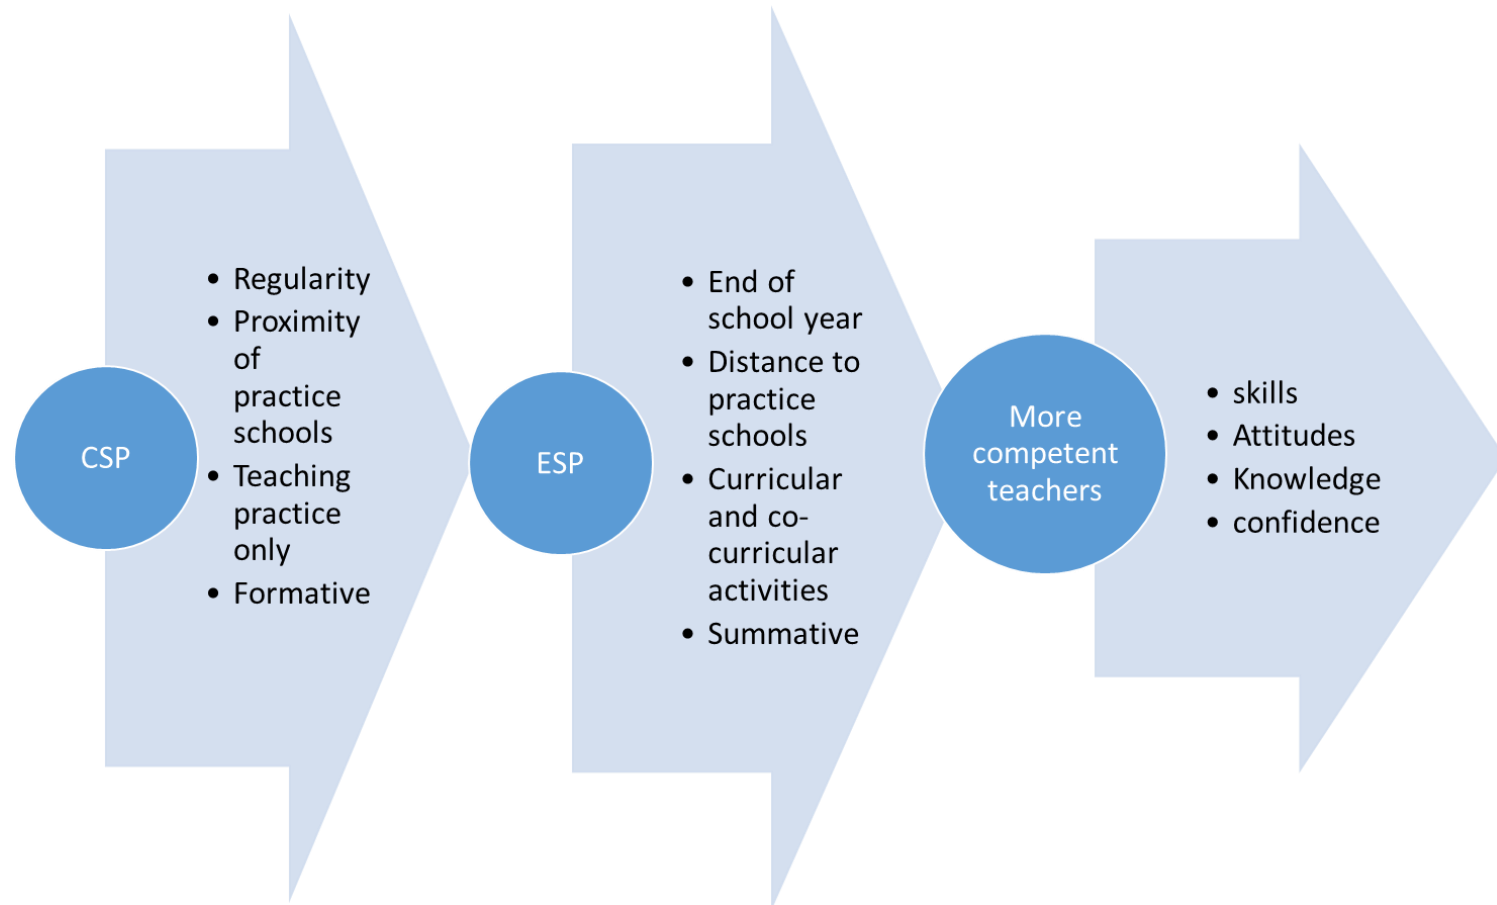 CSP
• Regularity
• Proximity
of
practice
schools
• Teaching
practice
only
• Formative
ESP
• End of
school year
• Distance to
practice
schools
• Curricular
and co-
curricular
activities
• Summative
More
competent
teachers
• skills
• Attitudes
• Knowledge
• confidence